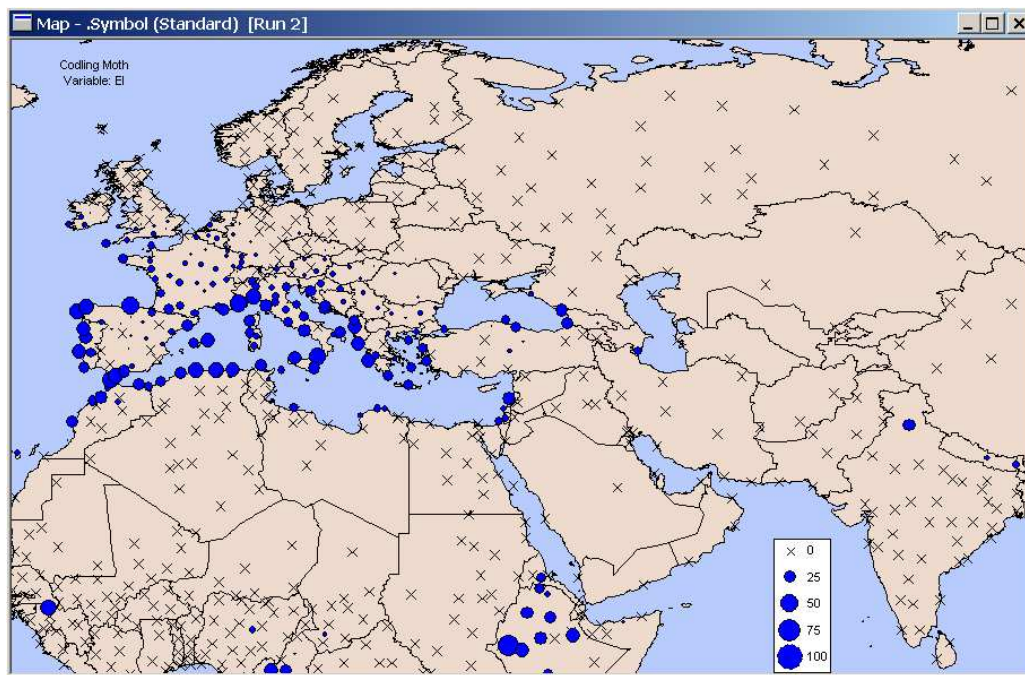 Map - .Symbol (Standard) [Run 2]
Codling Moth
Variable: EI
0
25
50
75
100